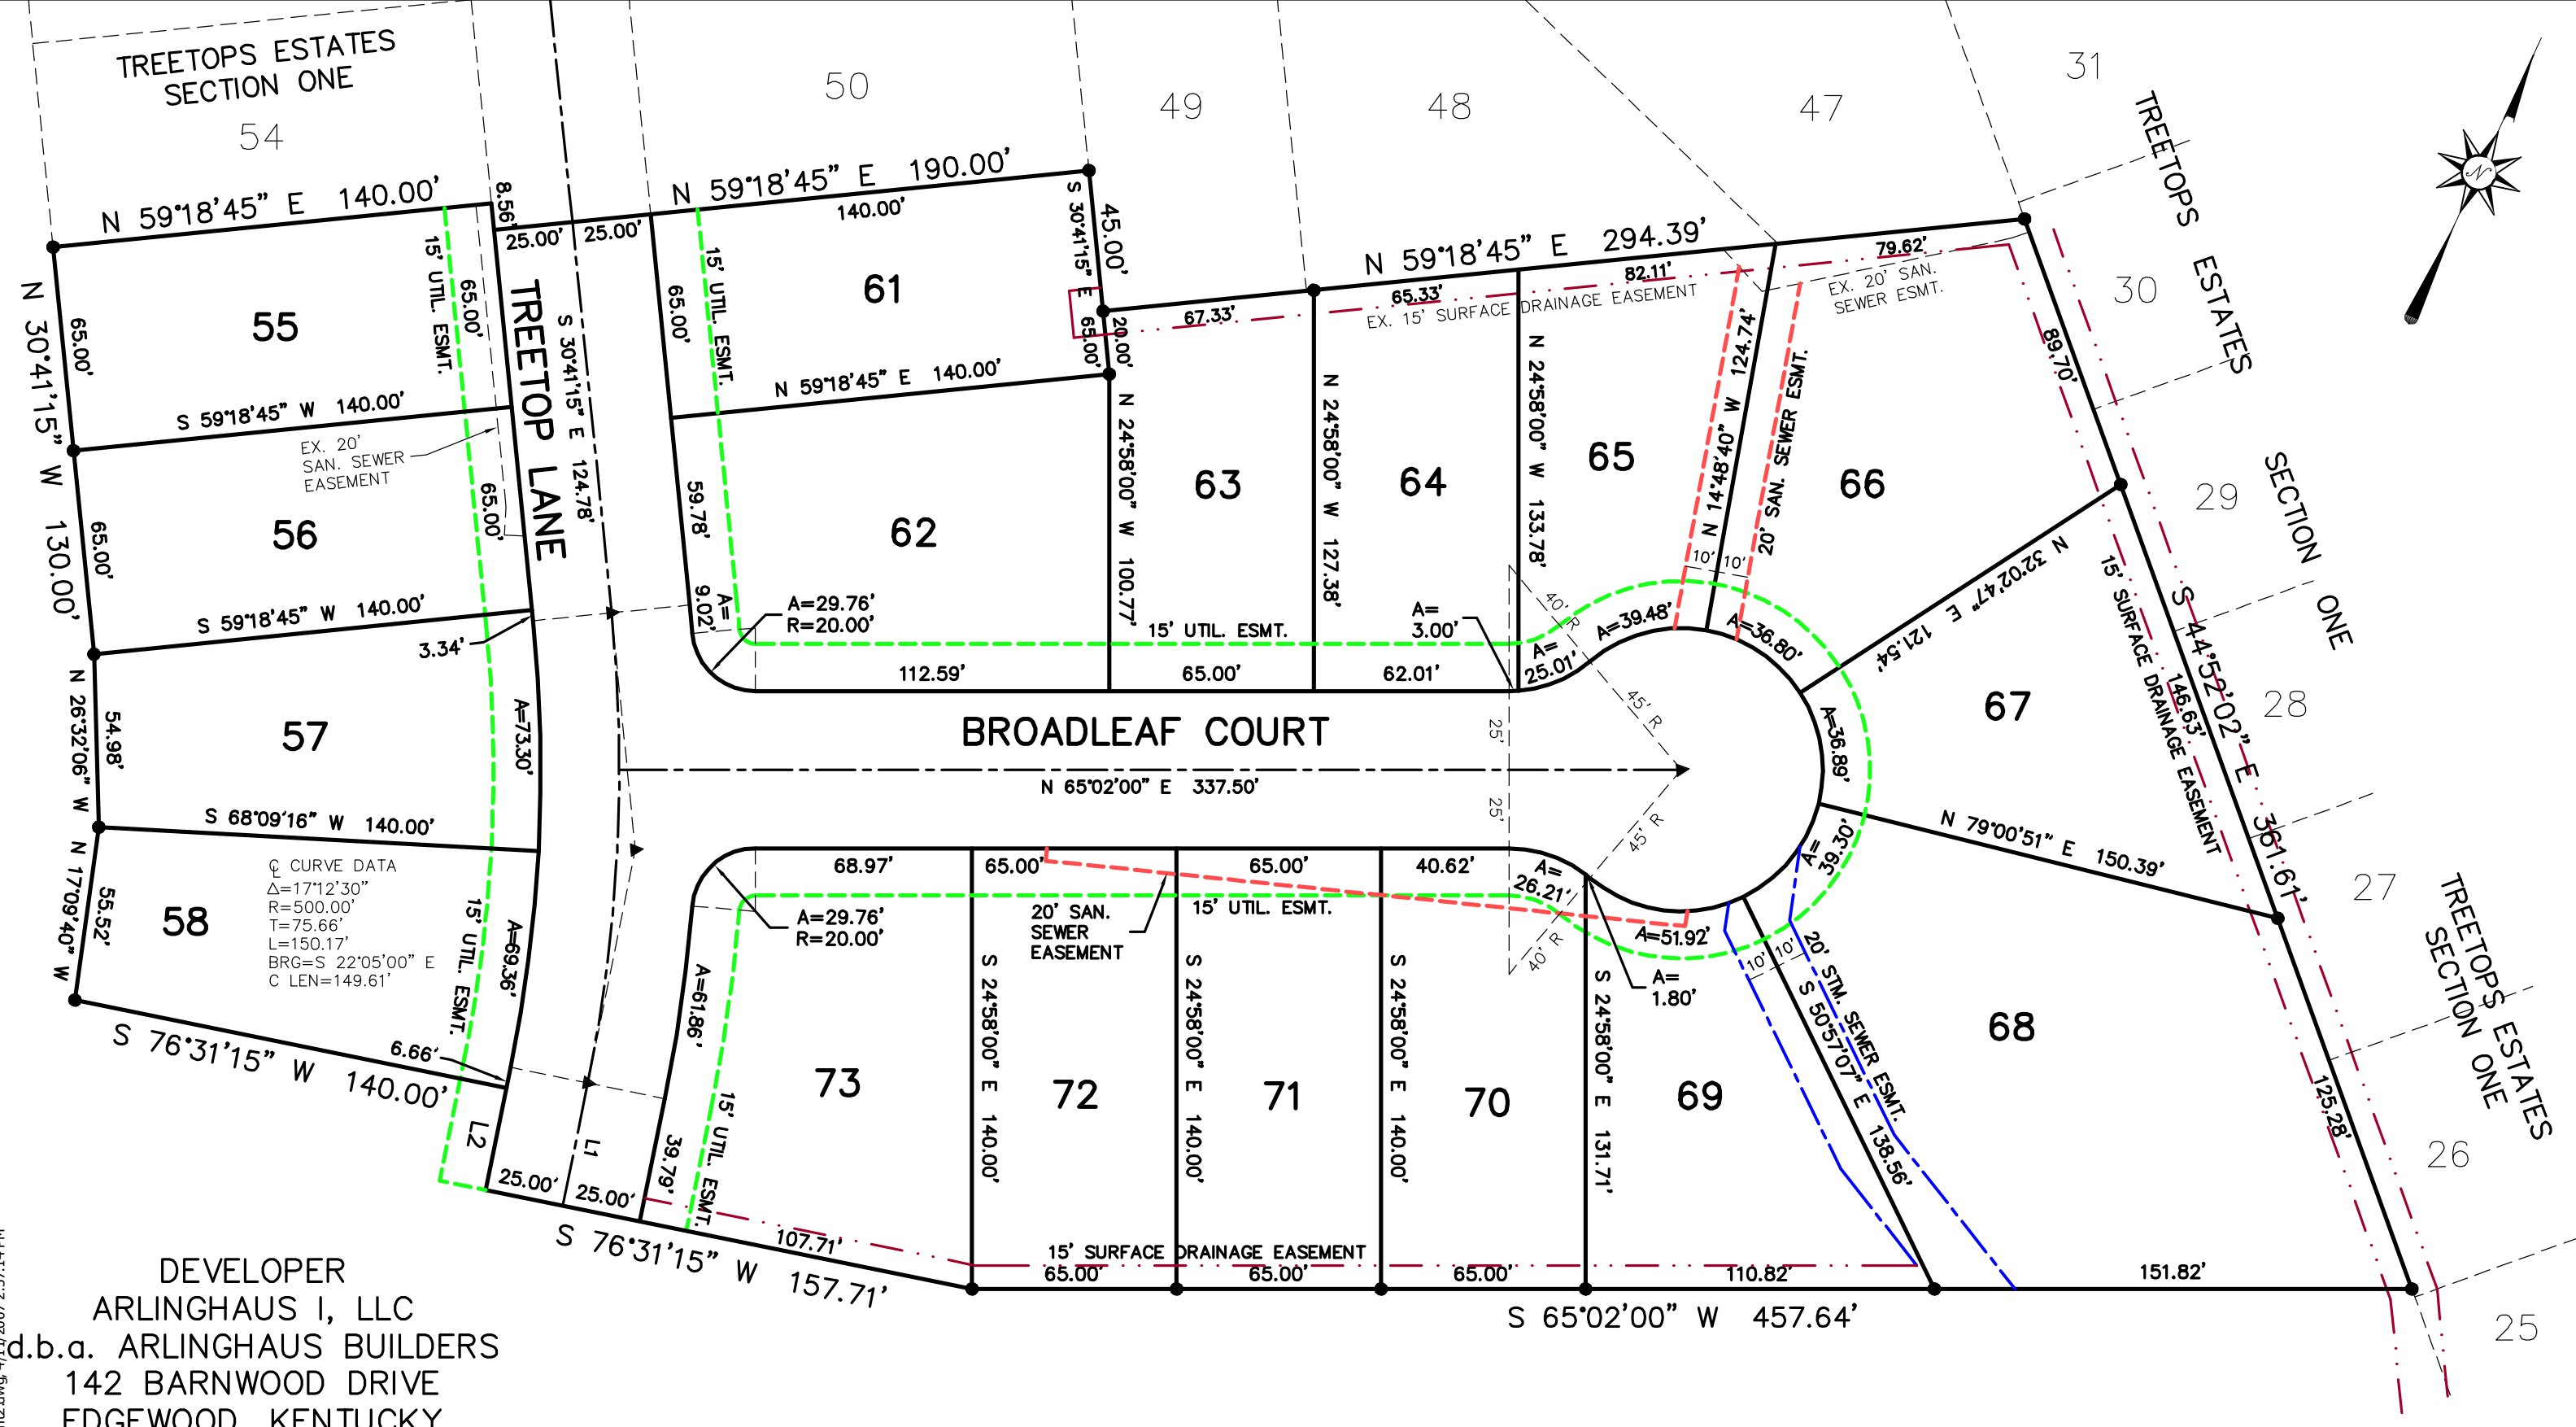 TREETOPS ESTATES
SECTION ONE
54
50
49
48
47
31
30
29
28
27
26
25
TREETOPS ESTATES
SECTION ONE
TREETOPS ESTATES
SECTION ONE
N
N 59°18'45" E 140.00'
8.56'
25.00'
25.00'
N 59°18'45" E 190.00'
140.00'
S 30°41'15" E
45.00'
20.00'
65.00'
N 59°18'45" E 294.39'
67.33'
65.33'
82.11'
79.62'
EX. 15' SURFACE DRAINAGE EASEMENT
EX. 20' SAN.
SEWER ESMT.
N 30°41'15" W 130.00'
65.00'
55
15' UTIL. ESMT.
65.00'
S 59°18'45" W 140.00'
EX. 20'
SAN. SEWER
EASEMENT
65.00'
56
65.00'
S 59°18'45" W 140.00'
3.34'
TREETOP LANE
S 30°41'15" E 124.78'
N 26°32'06" W
54.98'
57
A=73.30'
S 68°09'16" W 140.00'
N 17°09'40" W
55.52'
58
℄ CURVE DATA
Δ=17°12'30"
R=500.00'
T=75.66'
L=150.17'
BRG=S 22°05'00" E
C LEN=149.61'
15' UTIL. ESMT.
A=69.36'
6.66'
S 76°31'15" W 140.00'
L2
L1
25.00'
25.00'
61
65.00'
15' UTIL. ESMT.
N 59°18'45" E 140.00'
62
59.78'
A=
9.02'
A=29.76'
R=20.00'
112.59'
N 24°58'00" W 100.77'
63
65.00'
15' UTIL. ESMT.
N 24°58'00" W 127.38'
64
62.01'
A=
3.00'
N 24°58'00" W 133.78'
65
A=
25.01'
A=39.48'
40' R
45' R
N 14°48'40" W 124.74'
10'
10'
20' SAN. SEWER ESMT.
66
A=36.80'
89.70'
N 32°02'47" E 121.54'
67
A=36.89'
15' SURFACE DRAINAGE EASEMENT
146.63'
S 44°52'02" E 361.61'
N 79°00'51" E 150.39'
BROADLEAF COURT
N 65°02'00" E 337.50'
25'
25'
45' R
40' R
A=
39.30'
68
125.28'
151.82'
10'
10'
20' STM. SEWER ESMT.
S 50°57'07" E 138.56'
69
A=51.92'
A=
1.80'
110.82'
S 24°58'00" E 131.71'
A=
26.21'
40.62'
70
65.00'
S 24°58'00" E 140.00'
65.00'
15' UTIL. ESMT.
71
65.00'
S 24°58'00" E 140.00'
65.00'
20' SAN.
SEWER
EASEMENT
72
15' SURFACE DRAINAGE EASEMENT
65.00'
S 24°58'00" E 140.00'
68.97'
A=29.76'
R=20.00'
A=61.86'
73
15' UTIL. ESMT.
39.79'
107.71'
S 76°31'15" W 157.71'
S 65°02'00" W 457.64'
DEVELOPER
ARLINGHAUS I, LLC
d.b.a. ARLINGHAUS BUILDERS
142 BARNWOOD DRIVE
EDGEWOOD, KENTUCKY